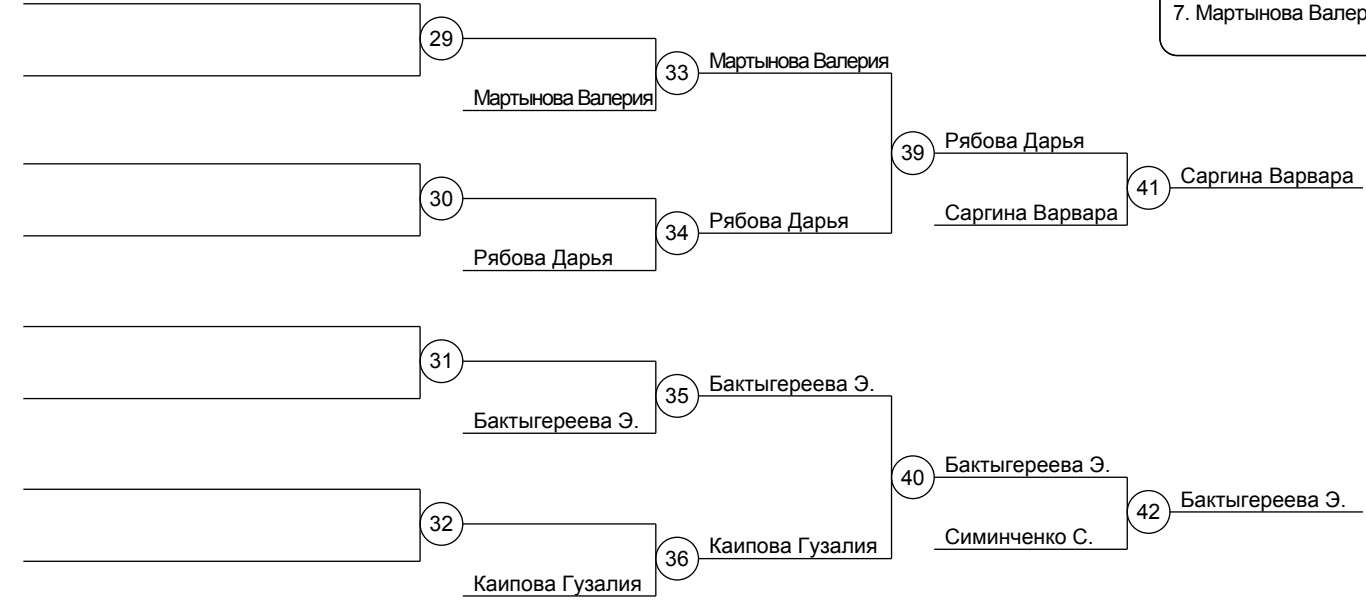 7. Мартынова Валер
29
33
Мартынова Валерия
Мартынова Валерия
39
Рябова Дарья
41
Саргина Варвара
30
34
Рябова Дарья
Саргина Варвара
Рябова Дарья
31
35
Бактыгереева Э.
Бактыгереева Э.
40
Бактыгереева Э.
42
Бактыгереева Э.
32
36
Каипова Гузалия
Симинченко С.
Каипова Гузалия